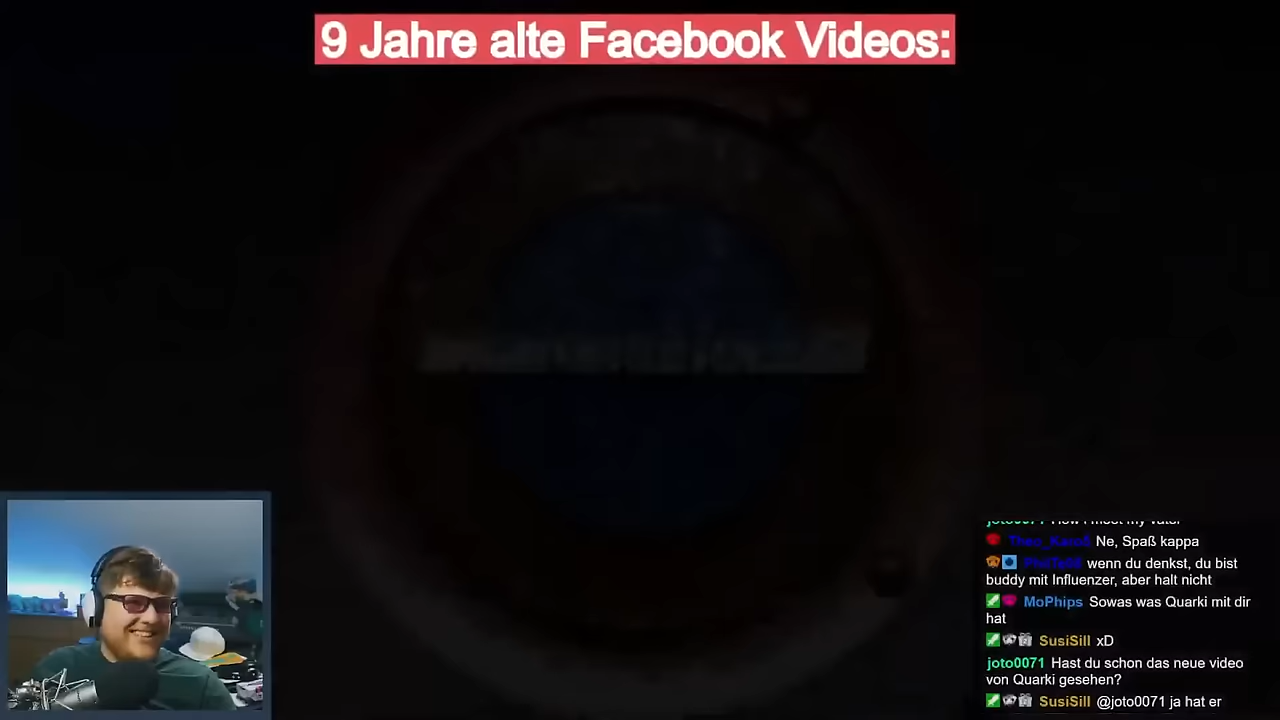 9 Jahre alte Facebook Videos:
Ne, Spaß kappa
wenn du denkst, du bist
buddy mit Influenzer, aber halt nicht
MoPhips Sowas was Quarki mit dir
hat
SusiSill xD
joto0071 Hast du schon das neue video
von Quarki gesehen?
SusiSill @joto0071 ja hat er